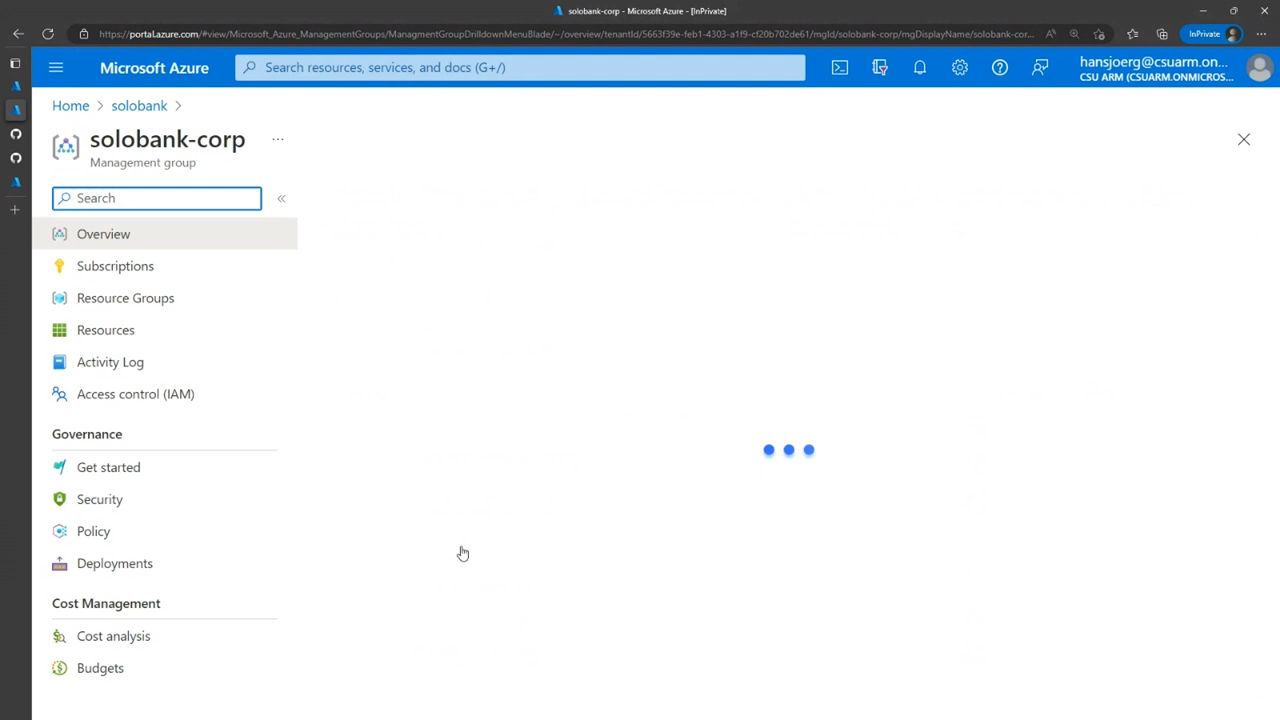 solobank-corp - Microsoft Azure - [InPrivate]
https://portal.azure.com/#view/Microsoft_Azure_ManagementGroups/ManagmentGroupDrilldownMenuBlade/~/overview/tenantId/5663f39e-feb1-4303-a1f9-cf20b702de61/mgId/solobank-corp/mgDisplayName/solobank-cor...
InPrivate
Microsoft Azure
Search resources, services, and docs (G+/)
hansjoerg@csuarm.on...
CSU ARM (CSUARM.ONMICROS...
Home > solobank >
solobank-corp ...
Management group
Search
Overview
Subscriptions
Resource Groups
Resources
Activity Log
Access control (IAM)
Governance
Get started
Security
Policy
Deployments
Cost Management
Cost analysis
Budgets